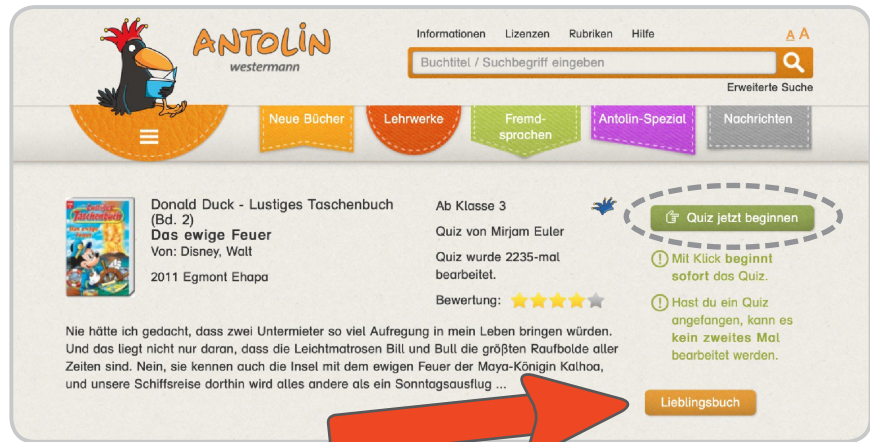 ANTOLIN
westermann
Informationen Lizenzen Rubriken Hilfe A A
Buchtitel / Suchbegriff eingeben
Erweiterte Suche
Neue Bücher Lehrwerke Fremd-
sprachen Antolin-Spezial Nachrichten
Donald Duck - Lustiges Taschenbuch
(Bd. 2)
Das ewige Feuer
Von: Disney, Walt
2011 Egmont Ehapa
Ab Klasse 3
Quiz von Mirjam Euler
Quiz wurde 2235-mal
bearbeitet.
Bewertung:
Quiz jetzt beginnen
Mit Klick beginnt
sofort das Quiz.
Hast du ein Quiz
angefangen, kann es
kein zweites Mal
bearbeitet werden.
Nie hätte ich gedacht, dass zwei Untermieter so viel Aufregung in mein Leben bringen würden.
Und das liegt nicht nur daran, dass die Leichtmatrosen Bill und Bull die größten Raufbolde aller
Zeiten sind. Nein, sie kennen auch die Insel mit dem ewigen Feuer der Maya-Königin Kalhoa,
und unsere Schiffsreise dorthin wird alles andere als ein Sonntagsausflug ...
Lieblingsbuch